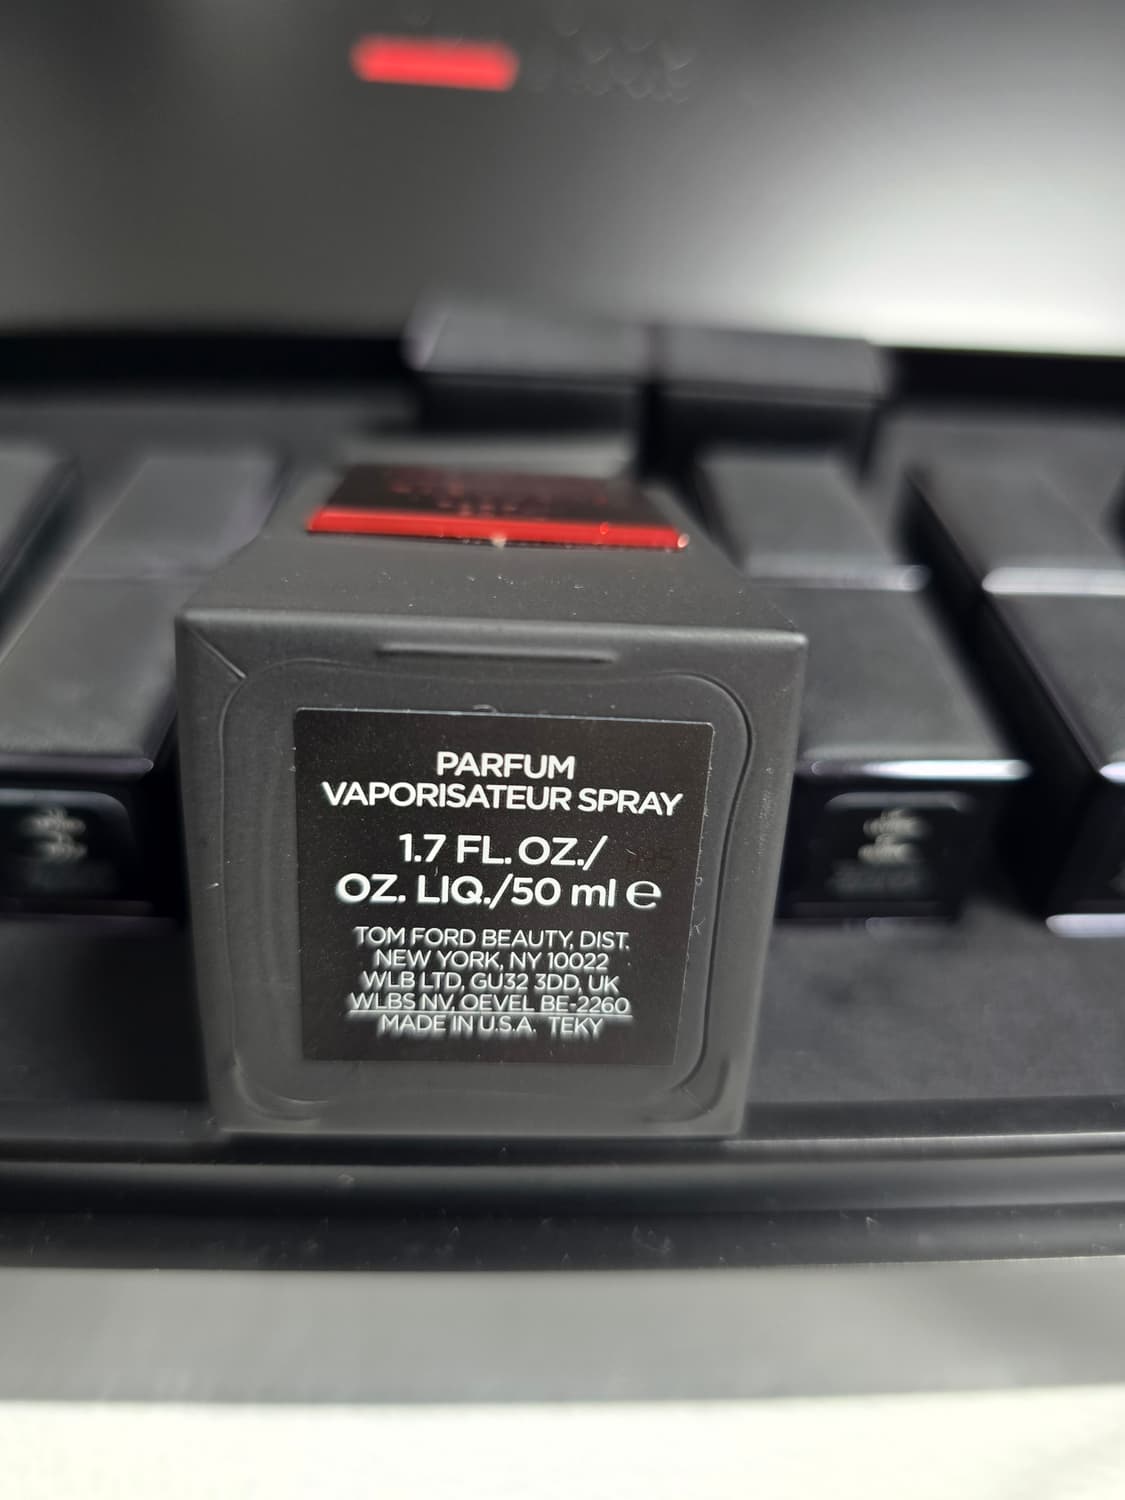 PARFUM
VAPORISATEUR SPRAY
1.7 FL. OZ./
OZ. LIQ./50 ml ℮
TOM FORD BEAUTY, DIST.
NEW YORK, NY 10022
WLB LTD, GU32 3DD, UK
WLBS NV, OEVEL BE-2260
MADE IN U.S.A. TEKY